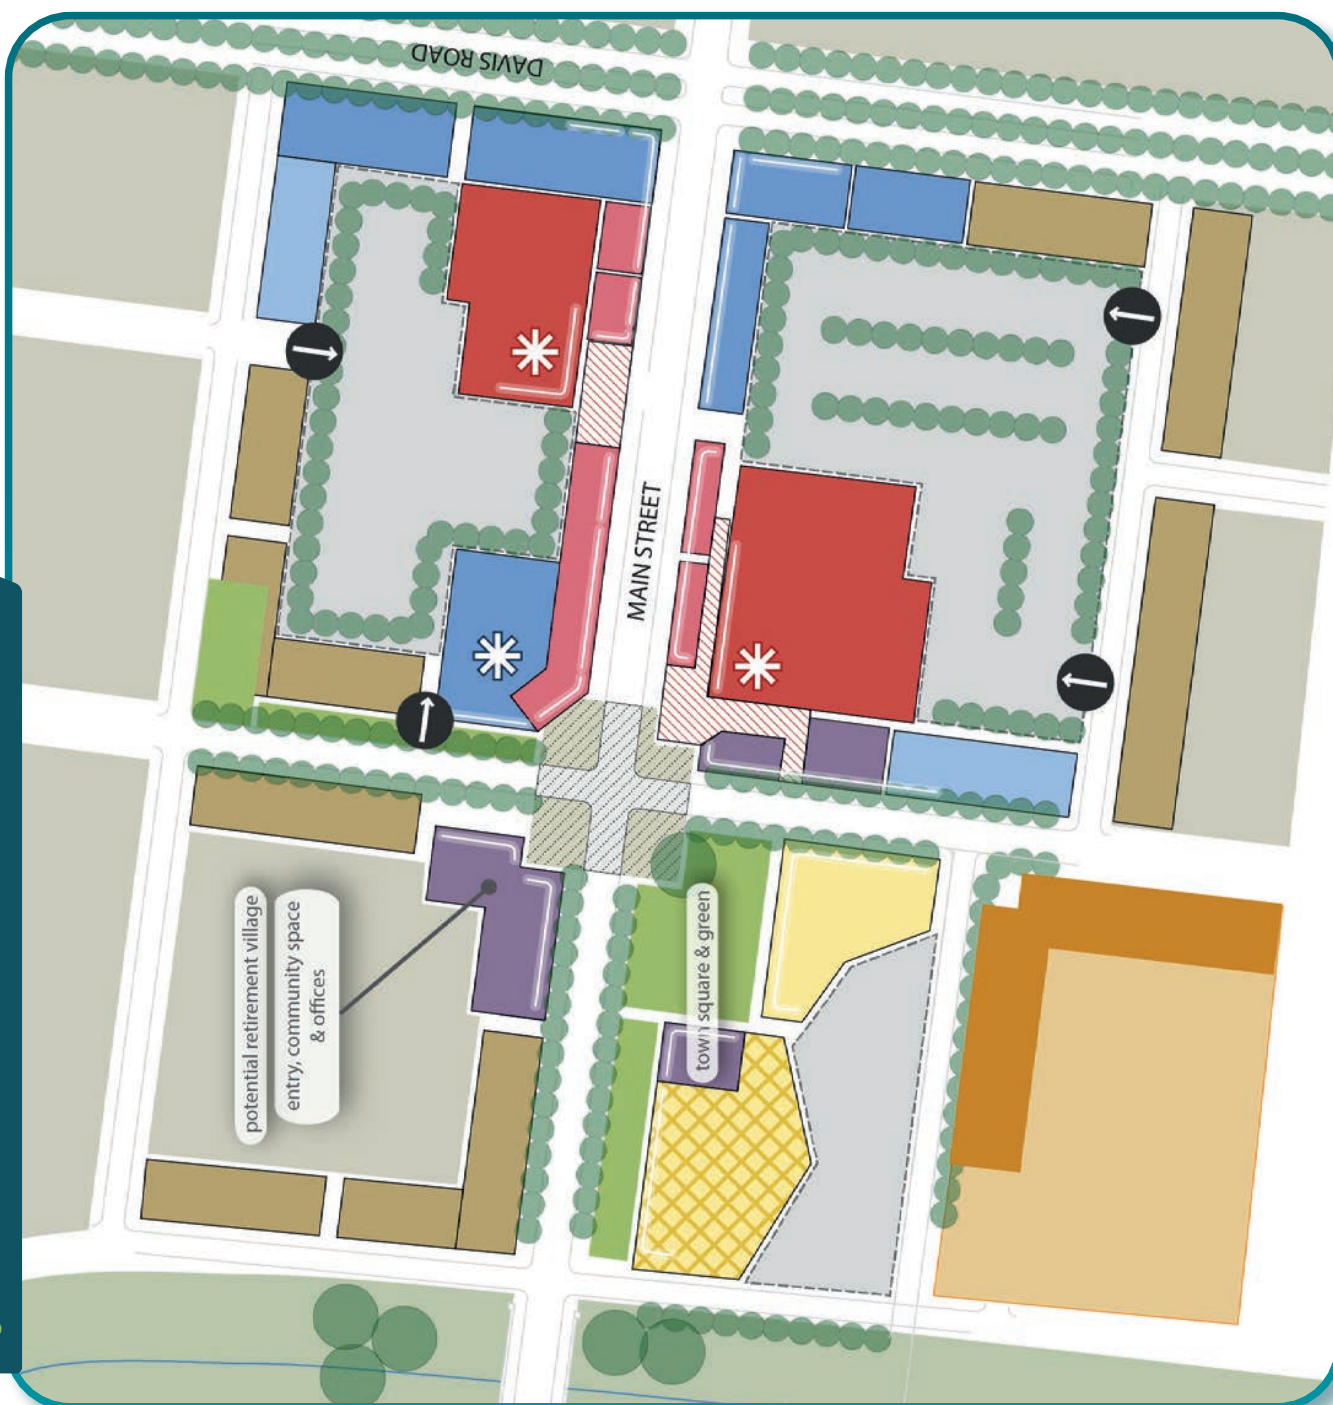 DAVIS ROAD
MAIN STREET
potential retirement village
entry, community space
& offices
town square & green